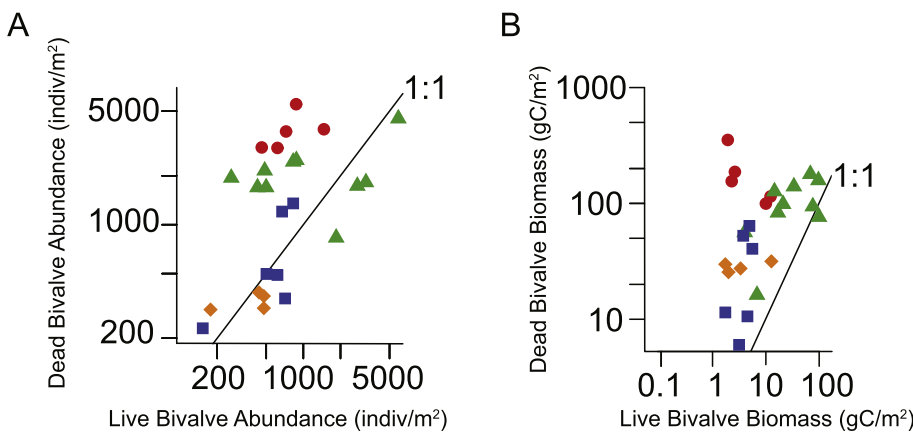 A
Dead Bivalve Abundance (indiv/m²)
5000
1000
200
1:1
200 1000 5000
Live Bivalve Abundance (indiv/m²)
B
Dead Bivalve Biomass (gC/m²)
1000
100
10
1:1
0.1 1 10 100
Live Bivalve Biomass (gC/m²)